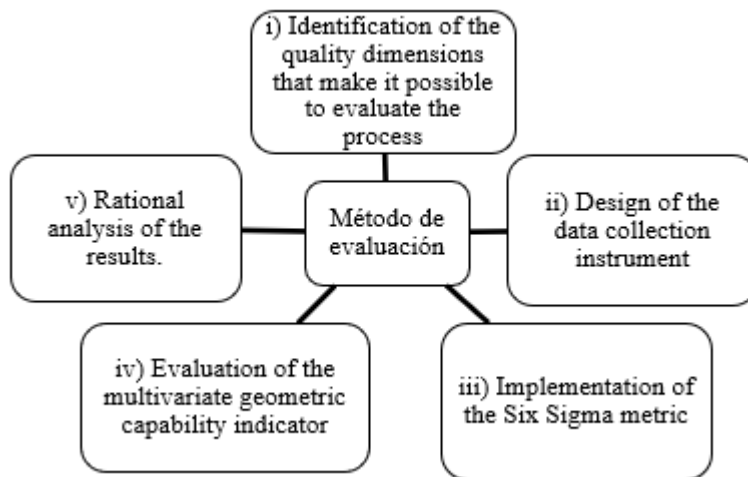 i) Identification of the
quality dimensions
that make it possible
to evaluate the
process
ii) Design of the
data collection
instrument
iii) Implementation of
the Six Sigma metric
iv) Evaluation of the
multivariate geometric
capability indicator
v) Rational
analysis of the
results.
Método de
evaluación